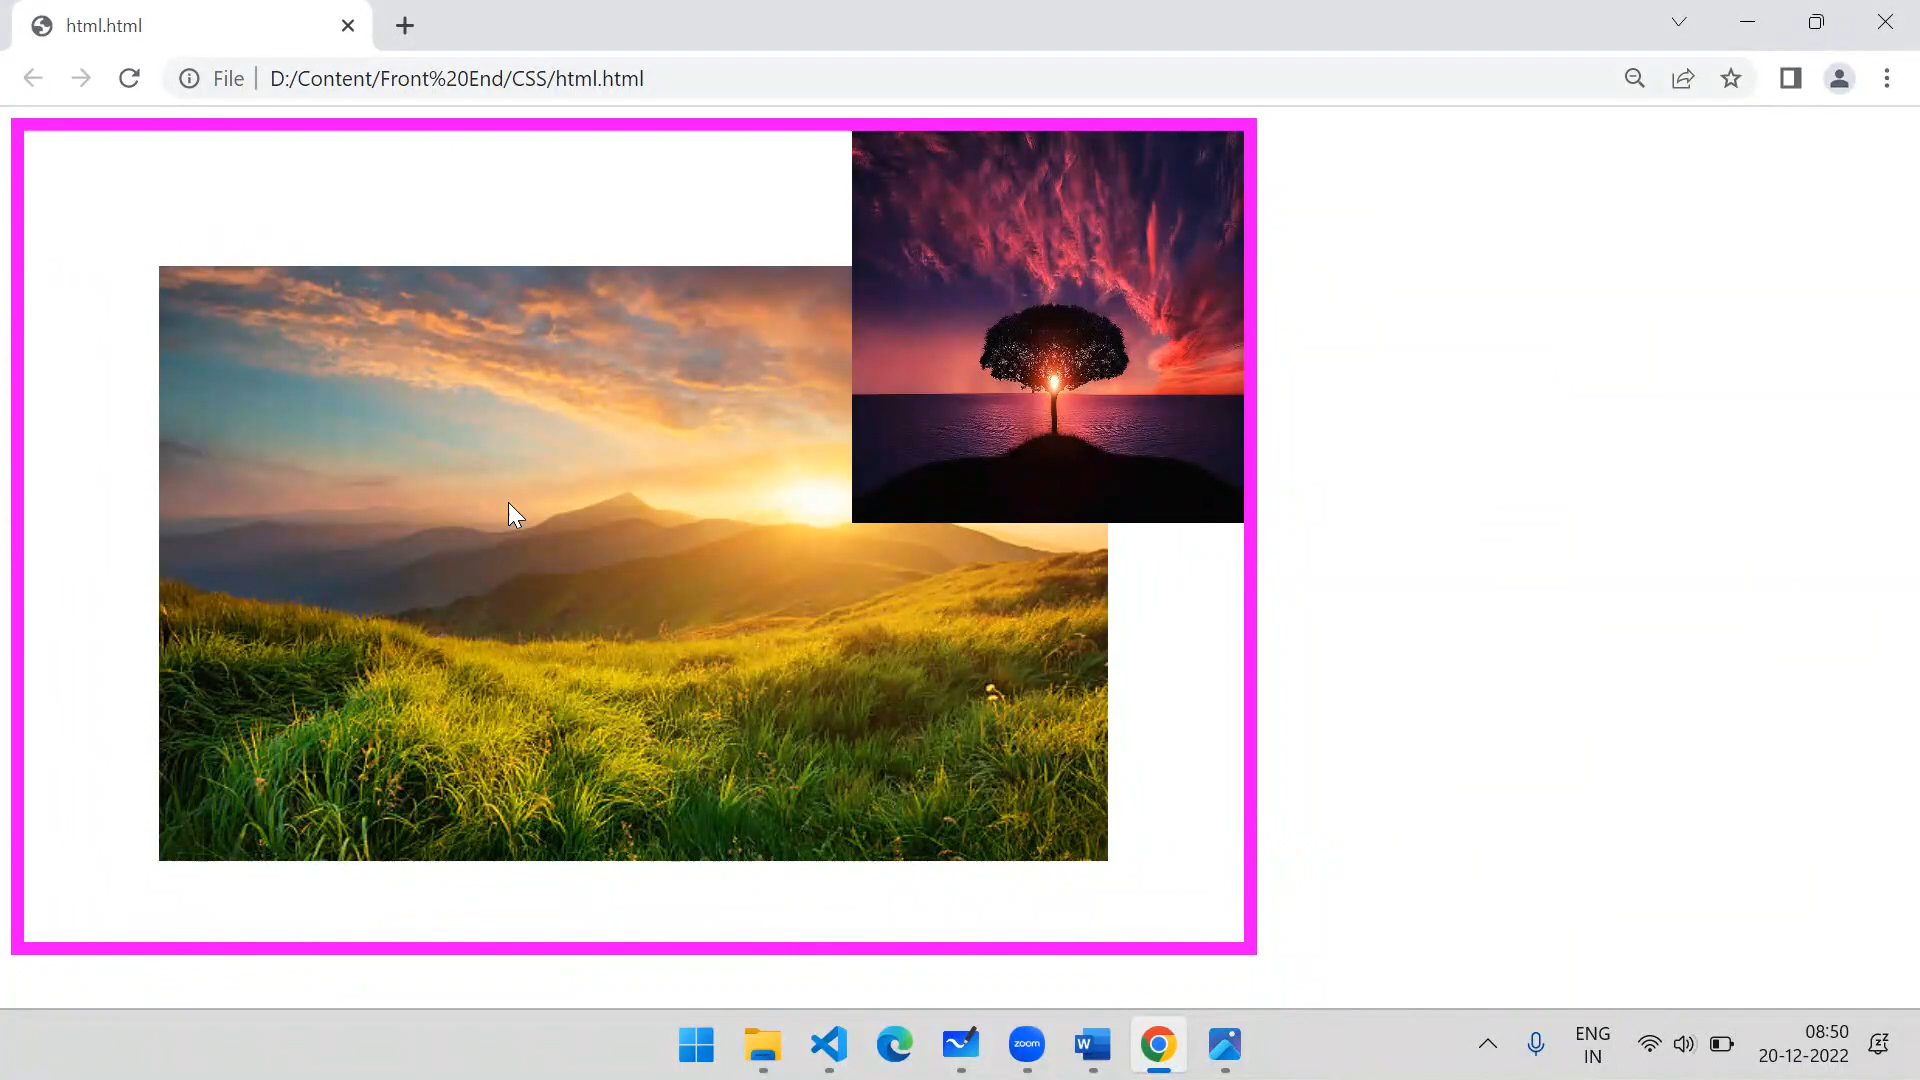 html.html
File D:/Content/Front%20End/CSS/html.html
zoom
W
ENG
IN
08:50
20-12-2022